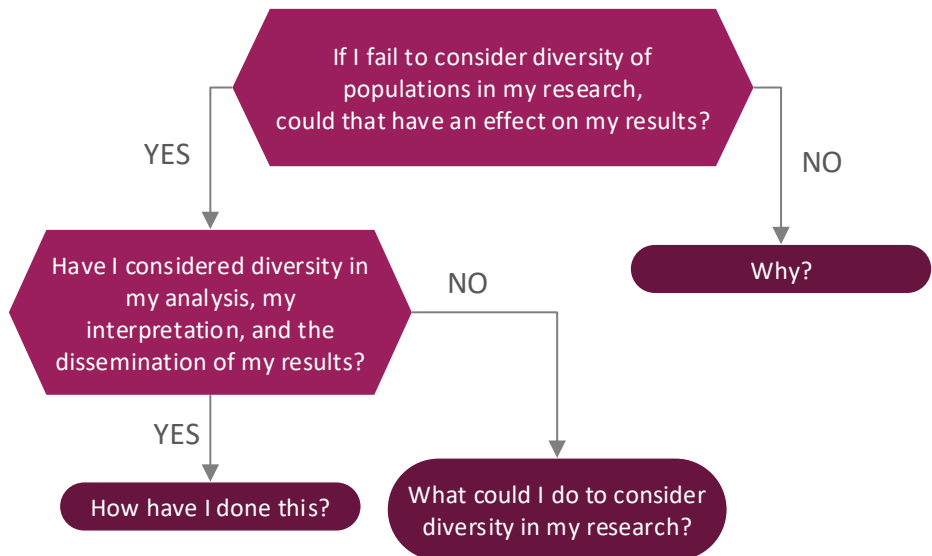 If I fail to consider diversity of
populations in my research,
could that have an effect on my results?
YES
NO
Have I considered diversity in
my analysis, my
interpretation, and the
dissemination of my results?
NO
Why?
YES
How have I done this?
What could I do to consider
diversity in my research?